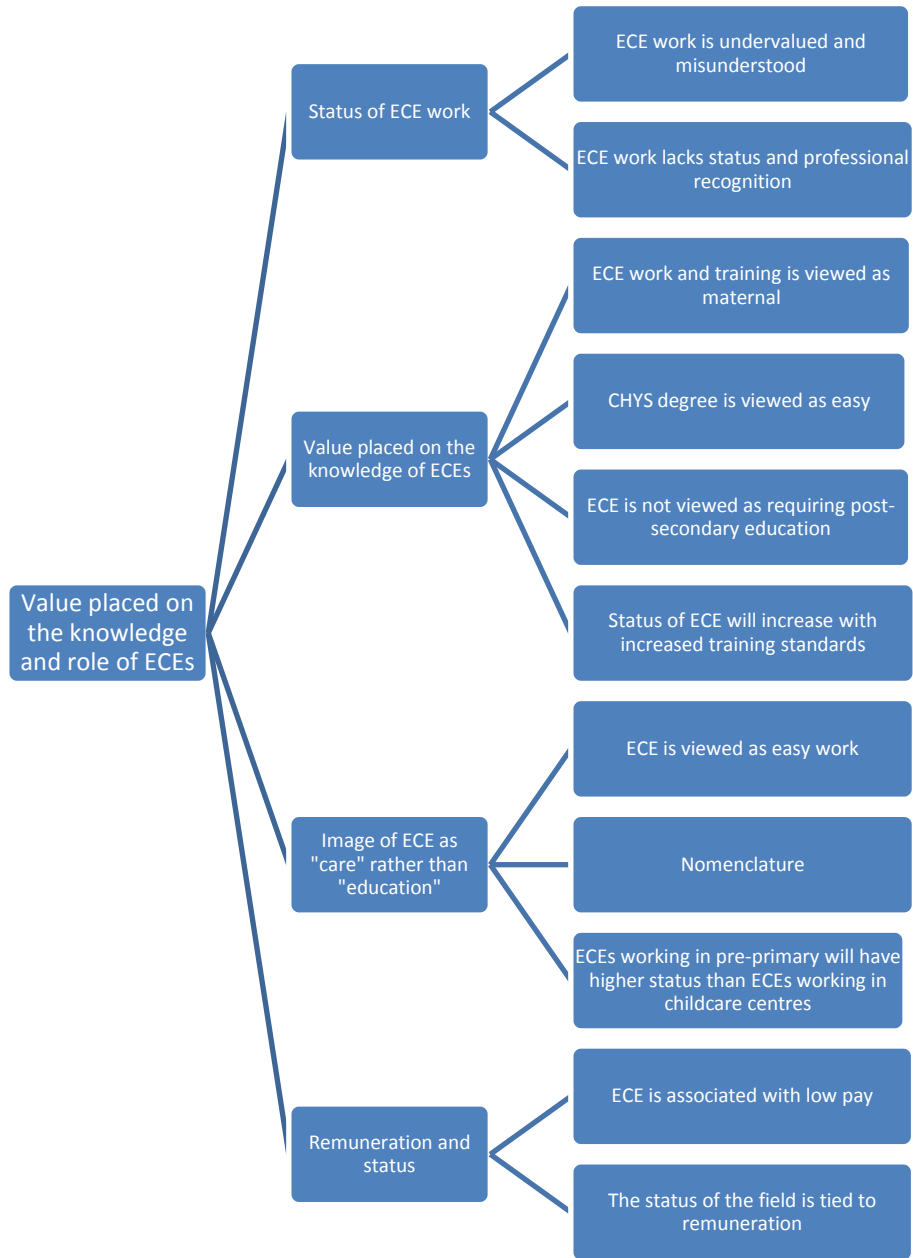 Value placed on
the knowledge
and role of ECEs
Status of ECE work
ECE work is undervalued and
misunderstood
ECE work lacks status and professional
recognition
Value placed on the
knowledge of ECEs
ECE work and training is viewed as
maternal
CHYS degree is viewed as easy
ECE is not viewed as requiring post-
secondary education
Status of ECE will increase with
increased training standards
Image of ECE as
"care" rather than
"education"
ECE is viewed as easy work
Nomenclature
ECEs working in pre-primary will have
higher status than ECEs working in
childcare centres
Remuneration and
status
ECE is associated with low pay
The status of the field is tied to
remuneration